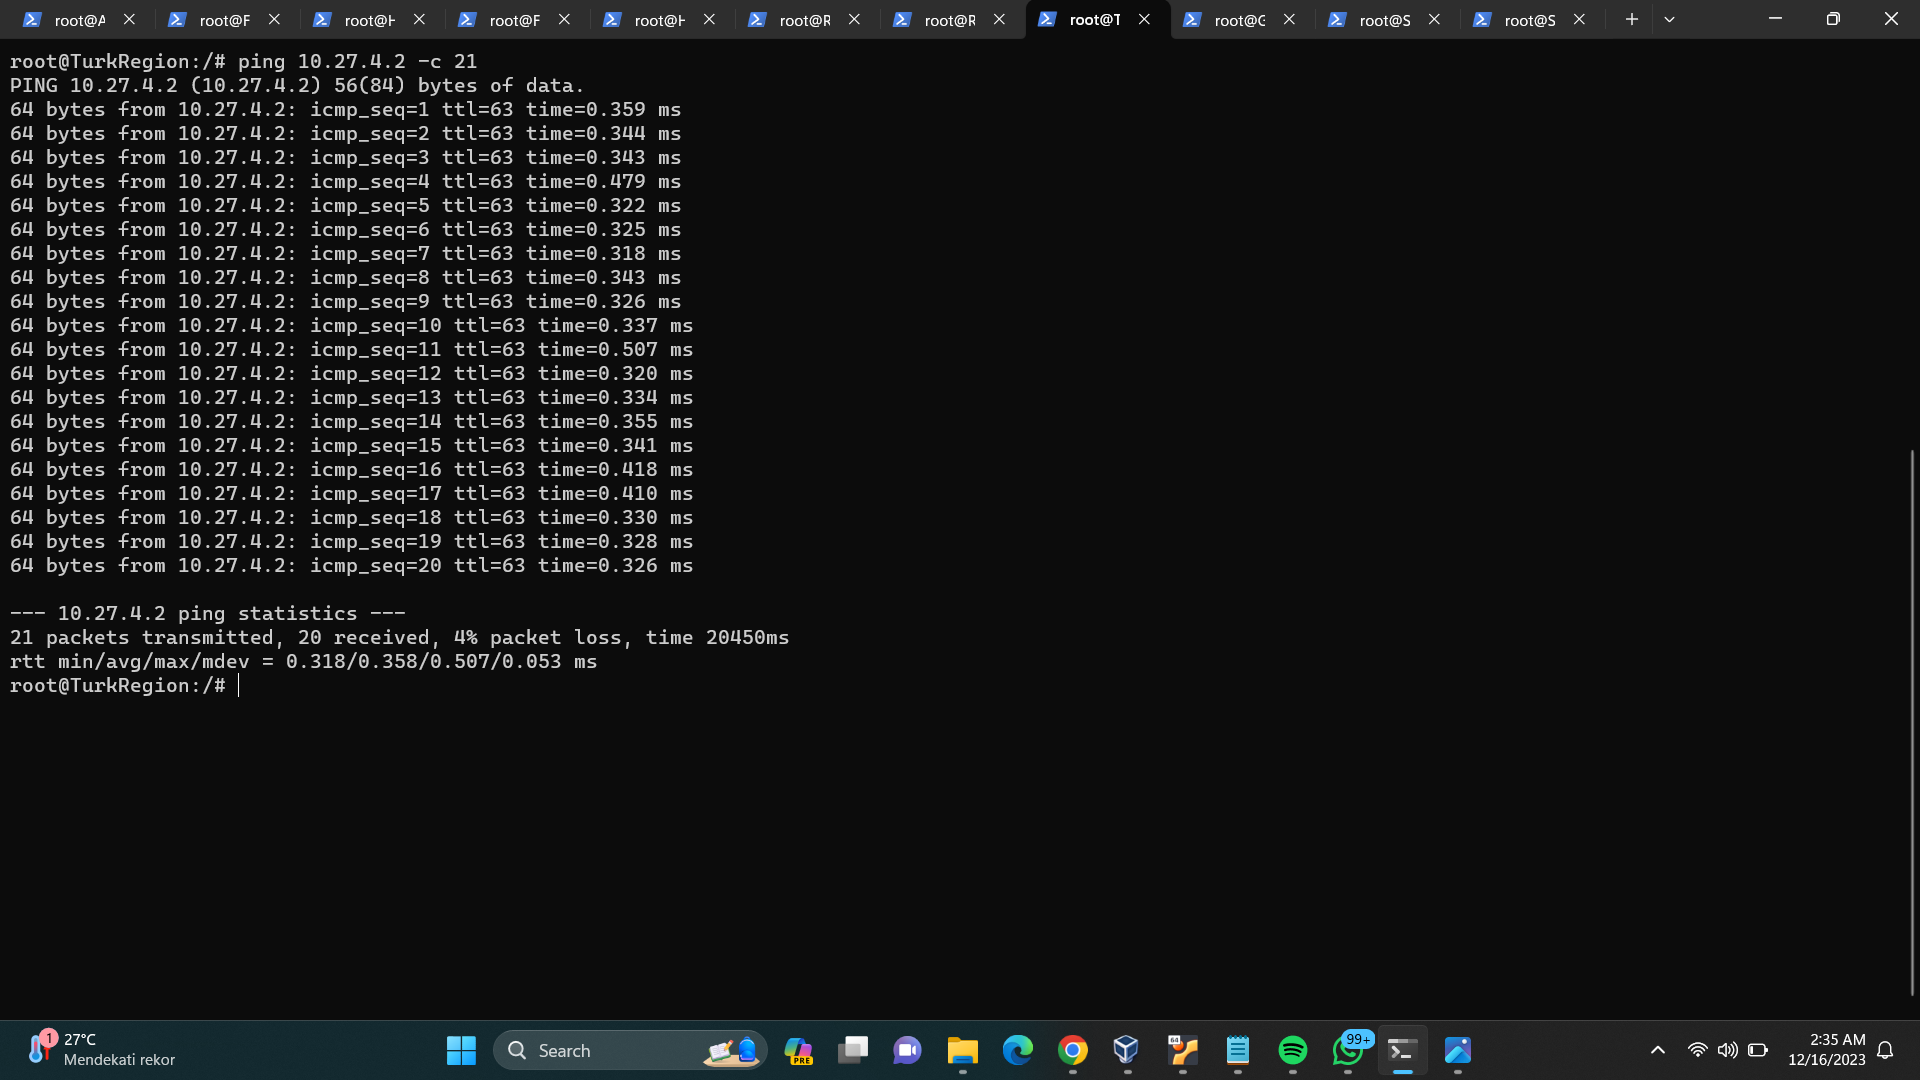 root@A
root@F
root@H
root@F
root@H
root@R
root@R
root@T
root@G
root@S
root@S
root@TurkRegion:/# ping 10.27.4.2 -c 21
PING 10.27.4.2 (10.27.4.2) 56(84) bytes of data.
64 bytes from 10.27.4.2: icmp_seq=1 ttl=63 time=0.359 ms
64 bytes from 10.27.4.2: icmp_seq=2 ttl=63 time=0.344 ms
64 bytes from 10.27.4.2: icmp_seq=3 ttl=63 time=0.343 ms
64 bytes from 10.27.4.2: icmp_seq=4 ttl=63 time=0.479 ms
64 bytes from 10.27.4.2: icmp_seq=5 ttl=63 time=0.322 ms
64 bytes from 10.27.4.2: icmp_seq=6 ttl=63 time=0.325 ms
64 bytes from 10.27.4.2: icmp_seq=7 ttl=63 time=0.318 ms
64 bytes from 10.27.4.2: icmp_seq=8 ttl=63 time=0.343 ms
64 bytes from 10.27.4.2: icmp_seq=9 ttl=63 time=0.326 ms
64 bytes from 10.27.4.2: icmp_seq=10 ttl=63 time=0.337 ms
64 bytes from 10.27.4.2: icmp_seq=11 ttl=63 time=0.507 ms
64 bytes from 10.27.4.2: icmp_seq=12 ttl=63 time=0.320 ms
64 bytes from 10.27.4.2: icmp_seq=13 ttl=63 time=0.334 ms
64 bytes from 10.27.4.2: icmp_seq=14 ttl=63 time=0.355 ms
64 bytes from 10.27.4.2: icmp_seq=15 ttl=63 time=0.341 ms
64 bytes from 10.27.4.2: icmp_seq=16 ttl=63 time=0.418 ms
64 bytes from 10.27.4.2: icmp_seq=17 ttl=63 time=0.410 ms
64 bytes from 10.27.4.2: icmp_seq=18 ttl=63 time=0.330 ms
64 bytes from 10.27.4.2: icmp_seq=19 ttl=63 time=0.328 ms
64 bytes from 10.27.4.2: icmp_seq=20 ttl=63 time=0.326 ms
--- 10.27.4.2 ping statistics ---
21 packets transmitted, 20 received, 4% packet loss, time 20450ms
rtt min/avg/max/mdev = 0.318/0.358/0.507/0.053 ms
root@TurkRegion:/#
1
27°C
Mendekati rekor
Search
PRE
64
99+
2:35 AM
12/16/2023